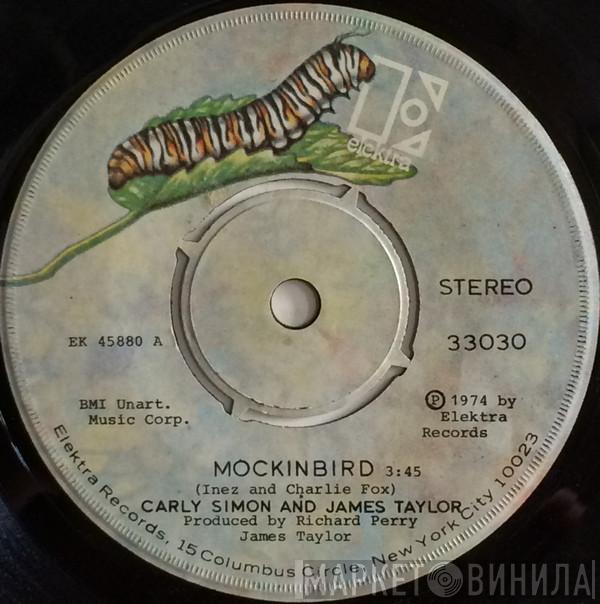 elektra
STEREO
EK 45880 A
33030
BMI Unart.
Music Corp.
℗ 1974 by
Elektra
Records
MOCKINBIRD 3:45
(Inez and Charlie Fox)
CARLY SIMON AND JAMES TAYLOR
Produced by Richard Perry
James Taylor
Elektra Records, 15 Columbus Circle, New York City 10023
МАРКЕТ ВИНИЛА